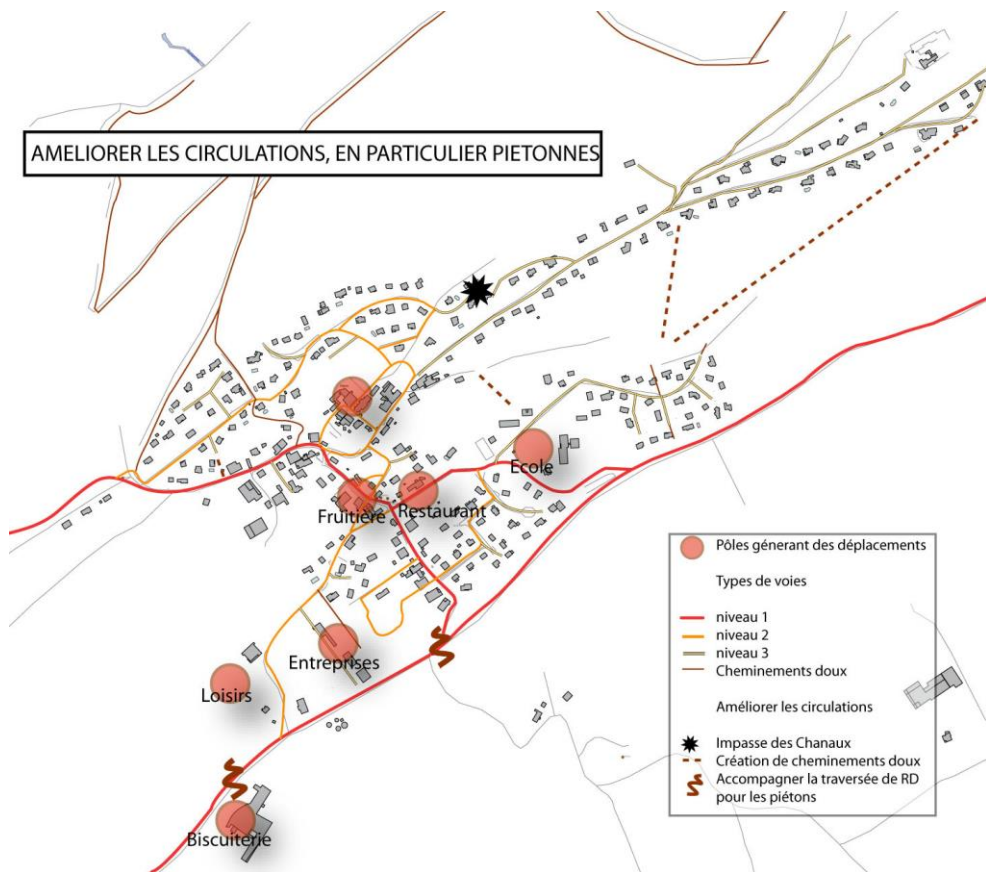 AMELIORER LES CIRCULATIONS, EN PARTICULIER PIETONNES
Ecole
Fruitière
Restaurant
Entreprises
Loisirs
Biscuiterie
Pôles génerant des déplacements
Types de voies
niveau 1
niveau 2
niveau 3
Cheminements doux
Améliorer les circulations
Impasse des Chanaux
Création de cheminements doux
Accompagner la traversée de RD
pour les piétons